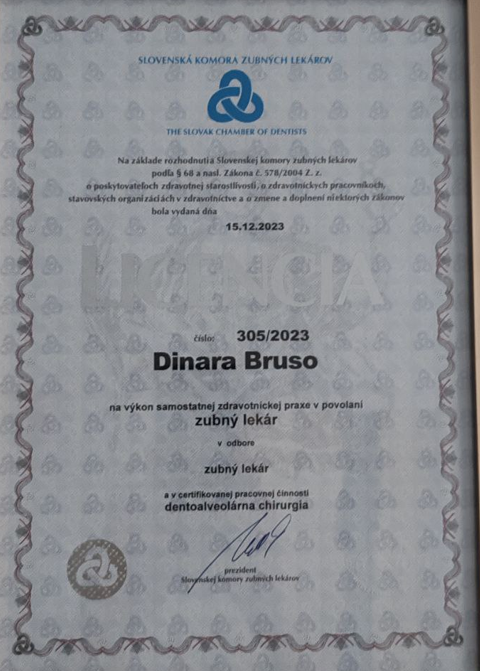 SLOVENSKÁ KOMORA ZUBNÝCH LEKÁROV
THE SLOVAK CHAMBER OF DENTISTS
Na základe rozhodnutia Slovenskej komory zubných lekárov
podľa § 68 a nasl. Zákona č. 578/2004 Z. z.
o poskytovateľoch zdravotnej starostlivosti, o zdravotníckych pracovníkoch,
stavovských organizáciách v zdravotníctve a o zmene a doplnení niektorých zákonov
bola vydaná dňa
15.12.2023
LICENCIA
číslo: 305/2023
Dinara Bruso
na výkon samostatnej zdravotníckej praxe v povolaní
zubný lekár
v odbore
zubný lekár
a v certifikovanej pracovnej činnosti
dentoalveolárna chirurgia
prezident
Slovenskej komory zubných lekárov